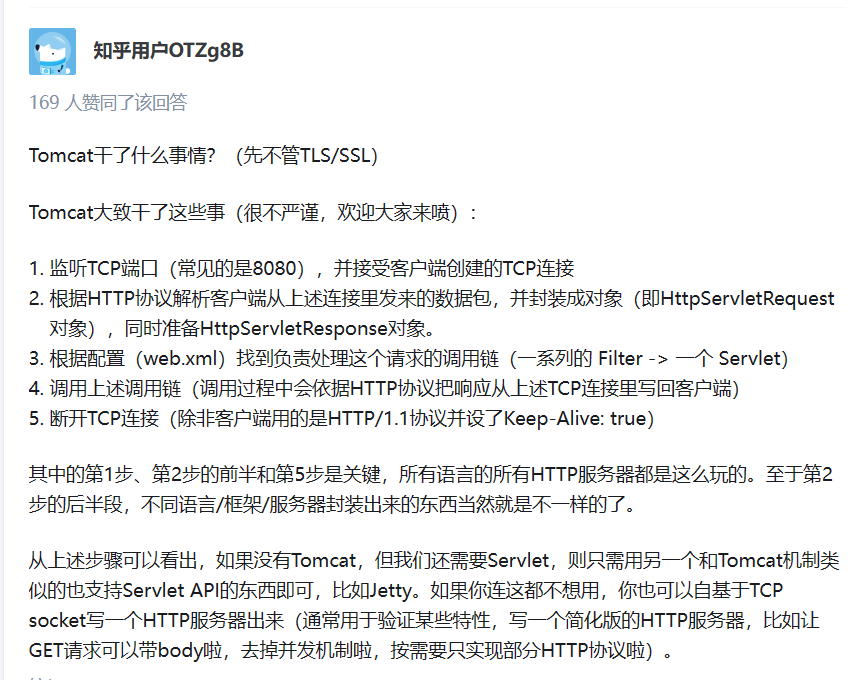 知乎用户OTZg8B
169 人赞同了该回答
Tomcat干了什么事情？（先不管TLS/SSL）
Tomcat大致干了这些事（很不严谨，欢迎大家来喷）：
1. 监听TCP端口（常见的是8080），并接受客户端创建的TCP连接
2. 根据HTTP协议解析客户端从上述连接里发来的数据包，并封装成对象（即HttpServletRequest
对象），同时准备HttpServletResponse对象。
3. 根据配置（web.xml）找到负责处理这个请求的调用链（一系列的 Filter -> 一个 Servlet）
4. 调用上述调用链（调用过程中会依据HTTP协议把响应从上述TCP连接里写回客户端）
5. 断开TCP连接（除非客户端用的是HTTP/1.1协议并设了Keep-Alive: true）
其中的第1步、第2步的前半和第5步是关键，所有语言的所有HTTP服务器都是这么玩的。至于第2
步的后半段，不同语言/框架/服务器封装出来的东西当然就是不一样的了。
从上述步骤可以看出，如果没有Tomcat，但我们还需要Servlet，则只需用另一个和Tomcat机制类
似的也支持Servlet API的东西即可，比如Jetty。如果你连这都不想用，你也可以自基于TCP
socket写一个HTTP服务器出来（通常用于验证某些特性，写一个简化版的HTTP服务器，比如让
GET请求可以带body啦，去掉并发机制啦，按需要只实现部分HTTP协议啦）。